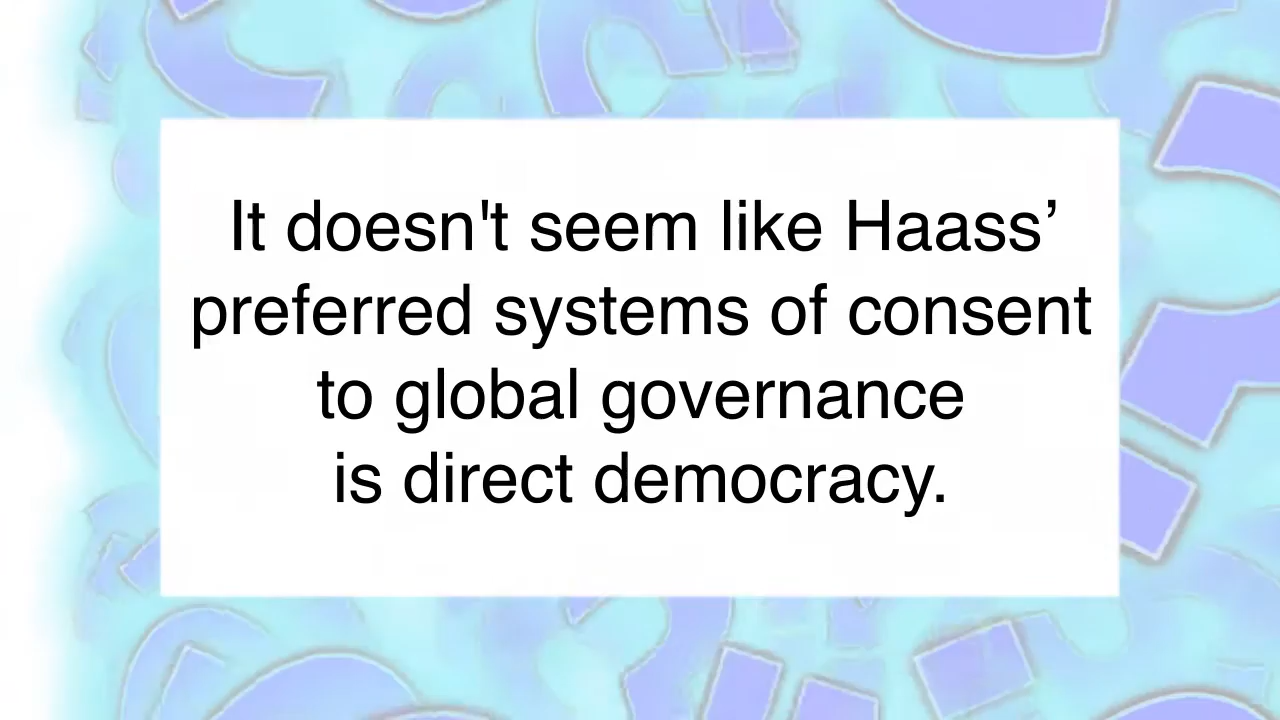 It doesn't seem like Haass’
preferred systems of consent
to global governance
is direct democracy.